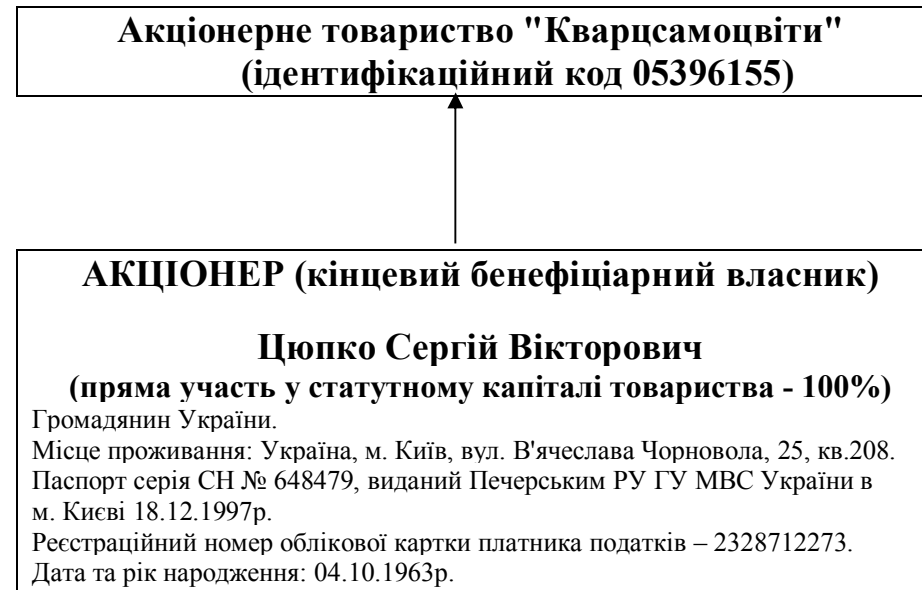 Акціонерне товариство "Кварцсамоцвіти"
(ідентифікаційний код 05396155)
АКЦІОНЕР (кінцевий бенефіціарний власник)
Цюпко Сергій Вікторович
(пряма участь у статутному капіталі товариства - 100%)
Громадянин України.
Місце проживання: Україна, м. Київ, вул. В'ячеслава Чорновола, 25, кв.208.
Паспорт серія СН № 648479, виданий Печерським РУ ГУ МВС України в
м. Києві 18.12.1997р.
Реєстраційний номер облікової картки платника податків – 2328712273.
Дата та рік народження: 04.10.1963р.